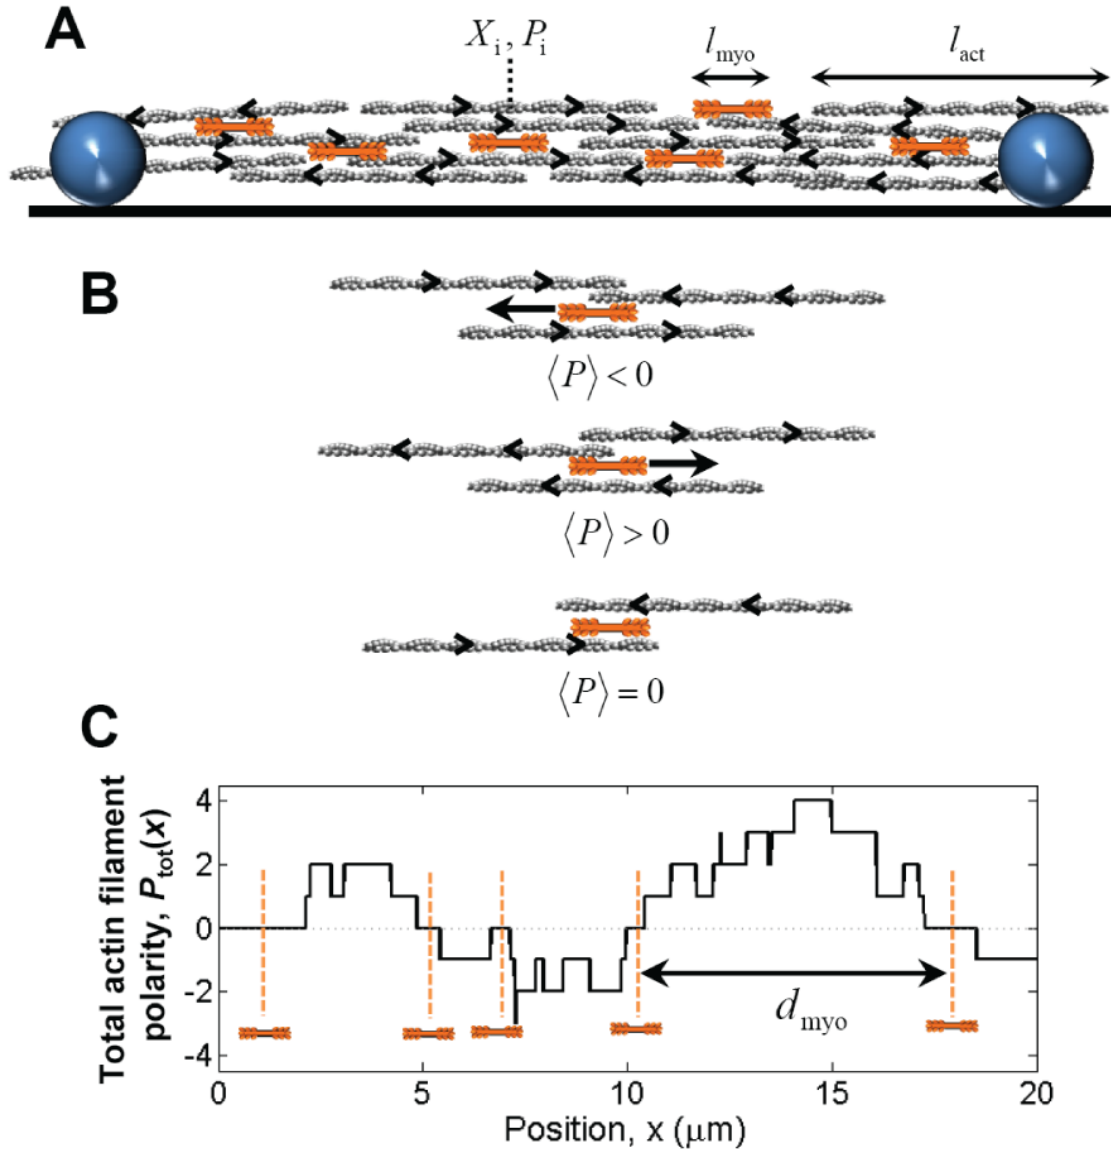 A
X_i, P_i
l_myo
l_act
B
⟨P⟩ < 0
⟨P⟩ > 0
⟨P⟩ = 0
C
Total actin filament
polarity, P_tot(x)
4
2
0
-2
-4
d_myo
0 5 10 15 20
Position, x (μm)